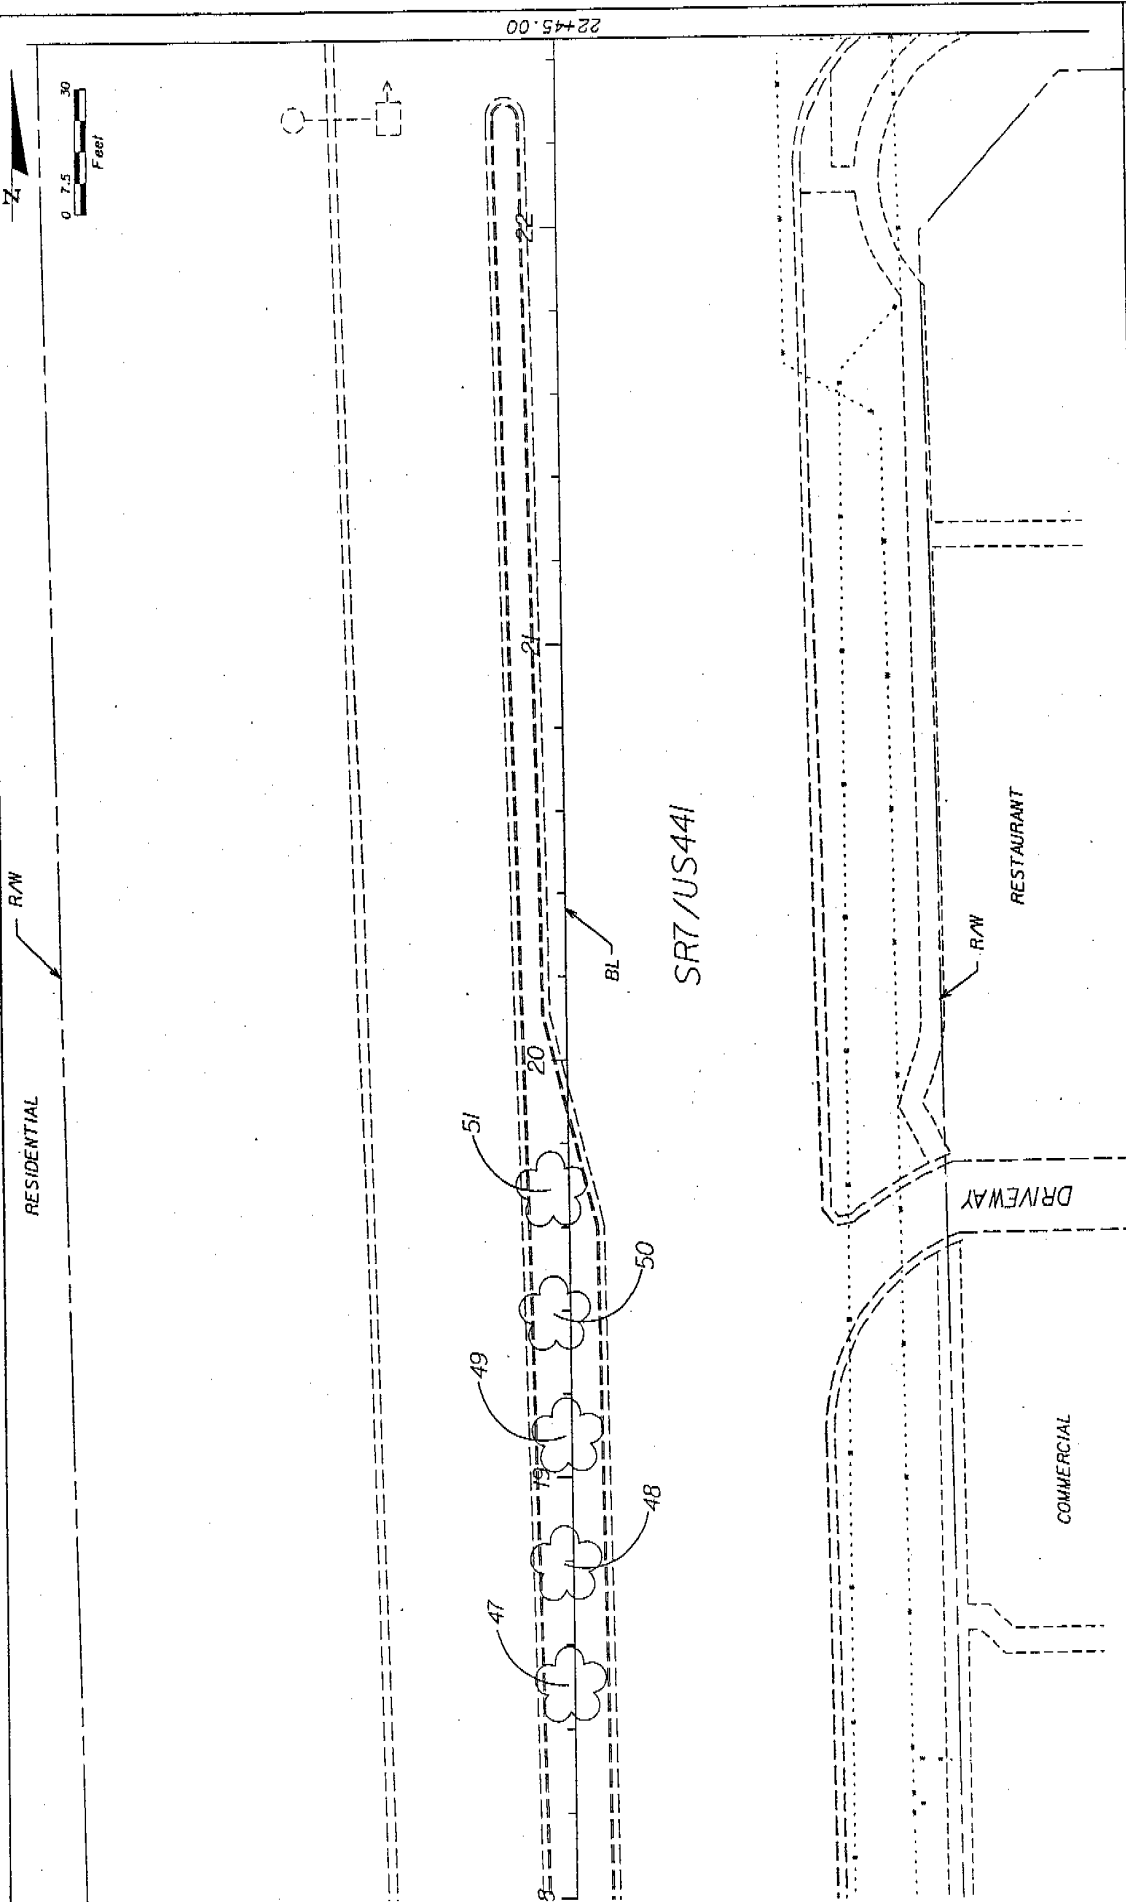 22+45.00
N
0 7.5 30
Feet
22
21
R/W
BL
SR7/US441
RESTAURANT
R/W
RESIDENTIAL
20
51
DRIVEWAY
50
49
19
48
COMMERCIAL
47
8